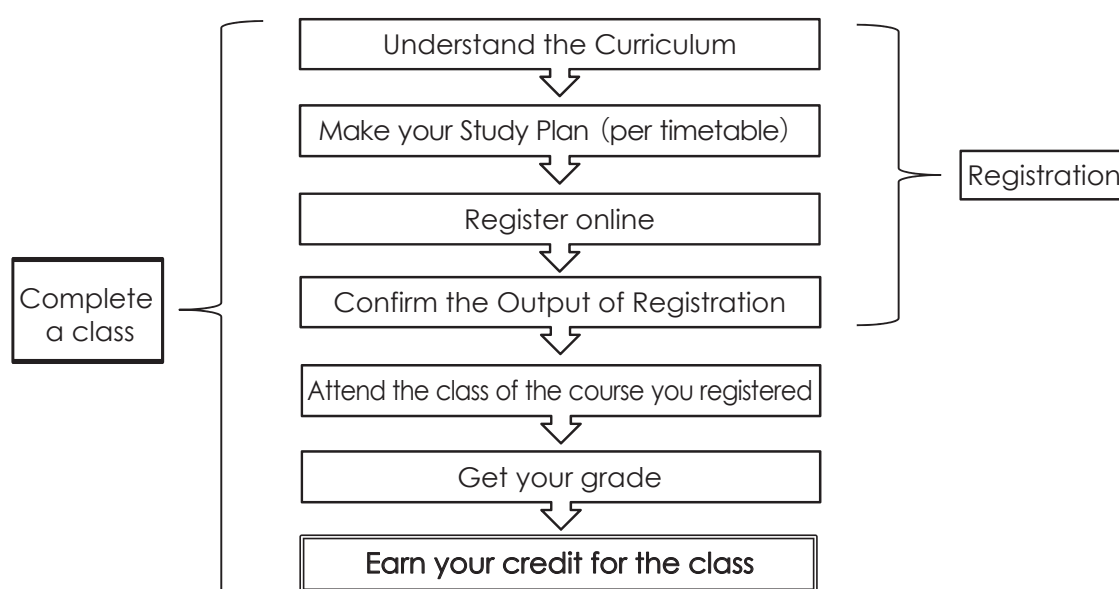 Understand the Curriculum
Make your Study Plan（per timetable）
Register online
Confirm the Output of Registration
Attend the class of the course you registered
Get your grade
Earn your credit for the class
Registration
Complete
a class